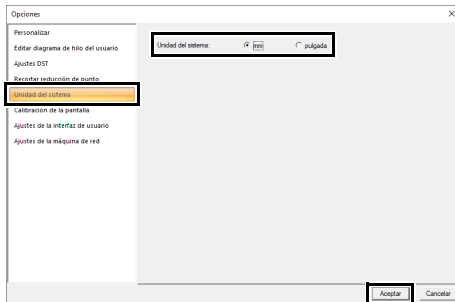 Opciones
Personalizar
Editar diagrama de hilo del usuario
Ajustes DST
Recortar reducción de punto
Unidad del sistema
Calibración de la pantalla
Ajustes de la interfaz de usuario
Ajustes de la máquina de red
Unidad del sistema: mm pulgada
Aceptar Cancelar